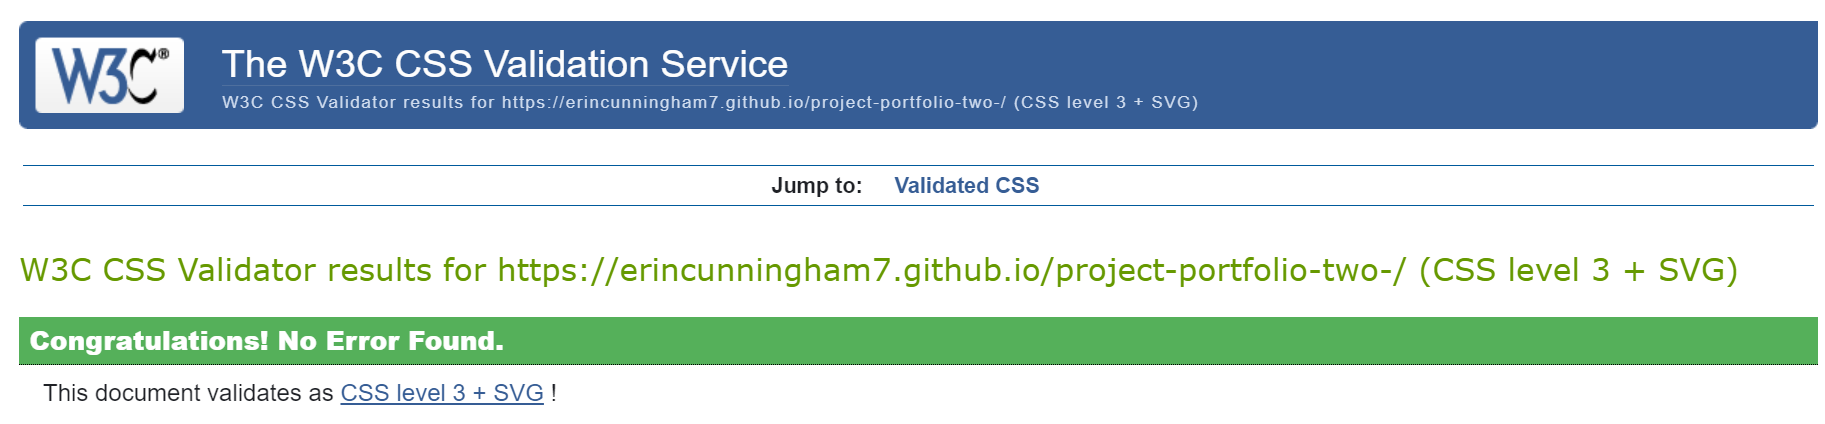 W3C®
The W3C CSS Validation Service
W3C CSS Validator results for https://erincunningham7.github.io/project-portfolio-two-/ (CSS level 3 + SVG)
Jump to: Validated CSS
W3C CSS Validator results for https://erincunningham7.github.io/project-portfolio-two-/ (CSS level 3 + SVG)
Congratulations! No Error Found.
This document validates as CSS level 3 + SVG !